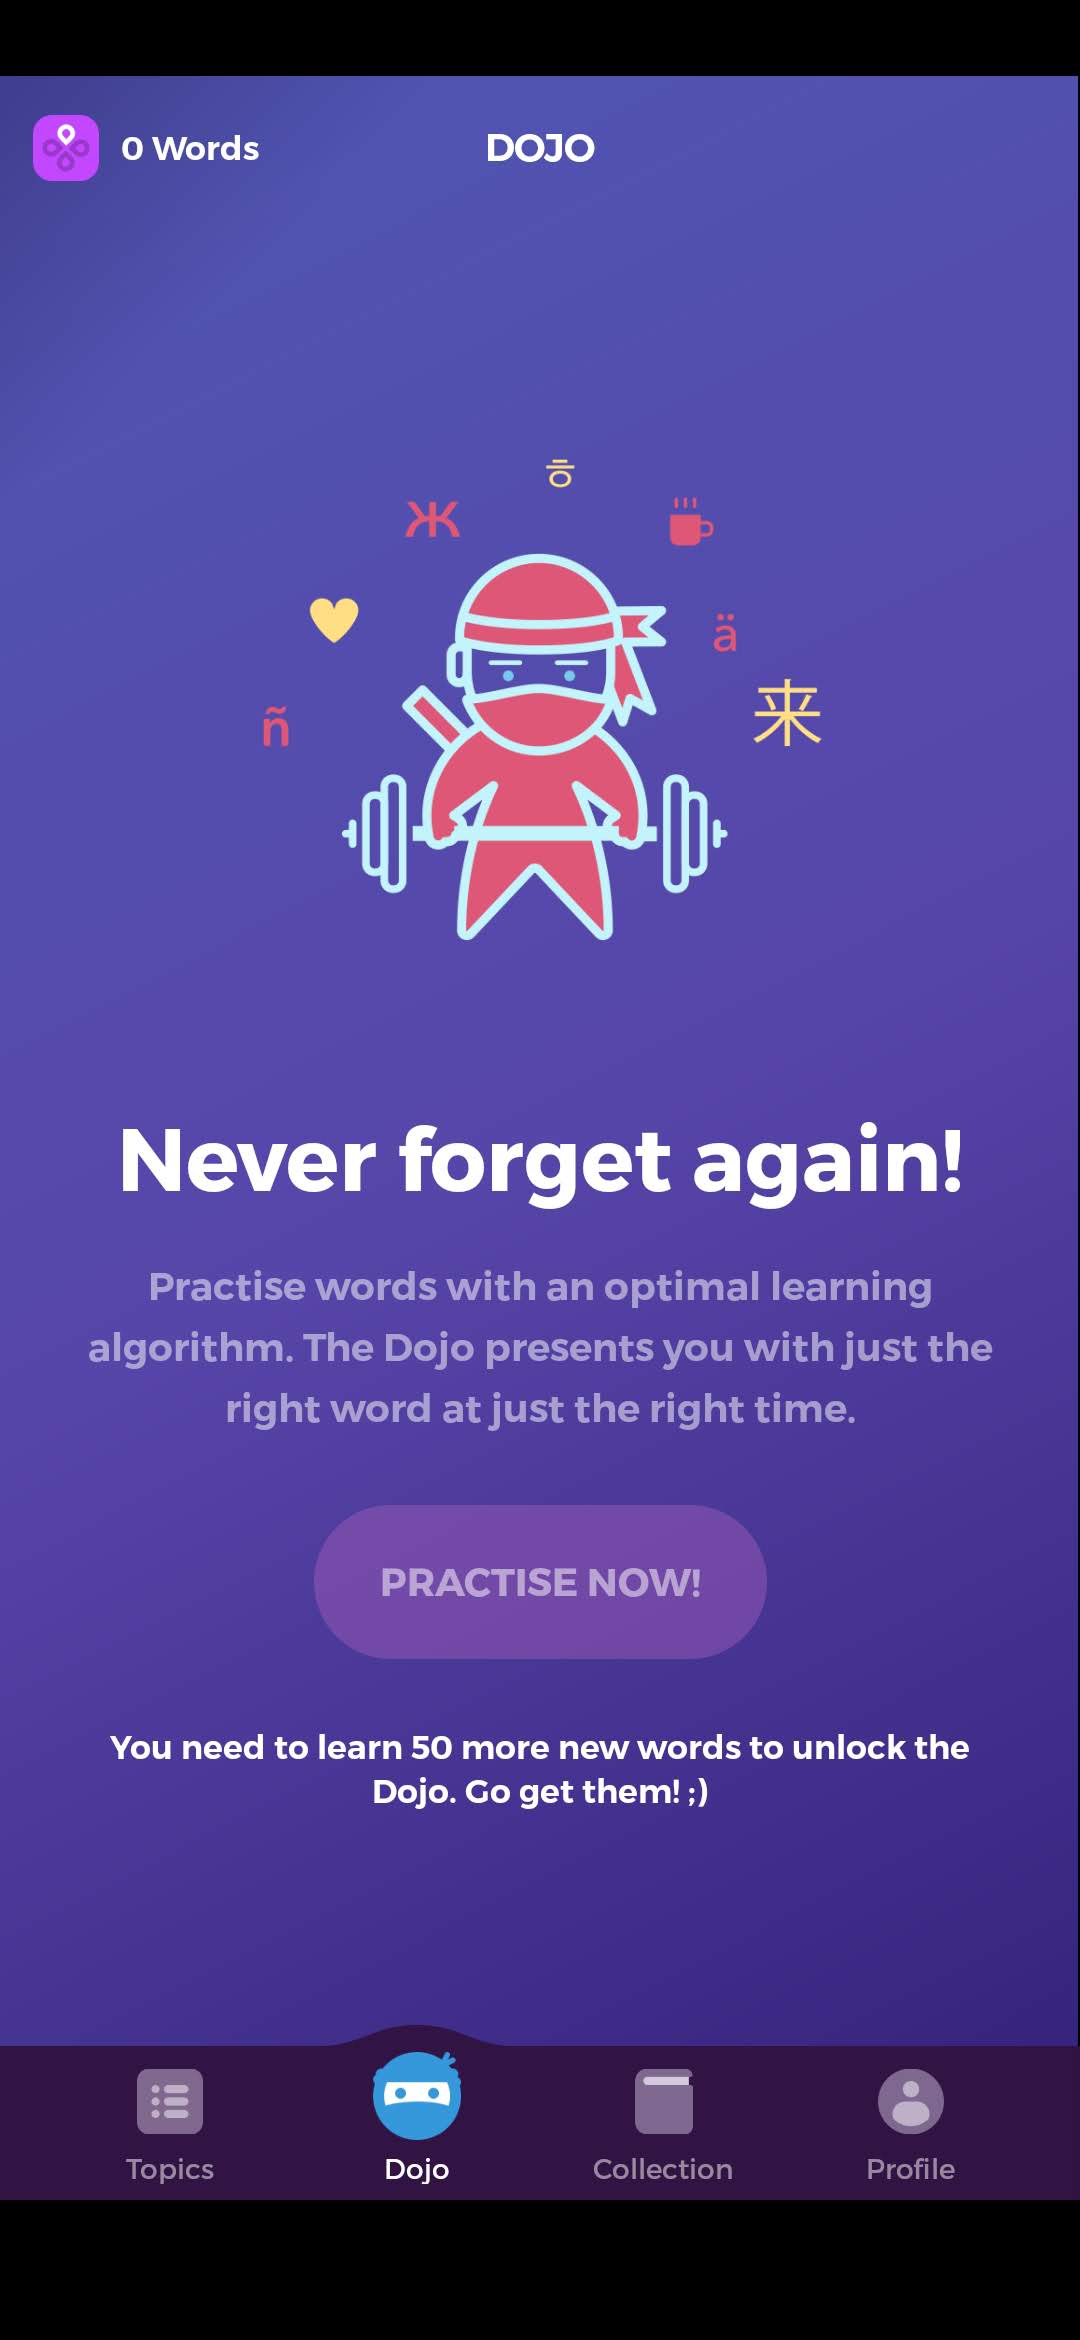 0 Words
DOJO
ㅎ
Ж
ä
来
ñ
Never forget again!
Practise words with an optimal learning
algorithm. The Dojo presents you with just the
right word at just the right time.
PRACTISE NOW!
You need to learn 50 more new words to unlock the
Dojo. Go get them! ;)
Topics
Dojo
Collection
Profile